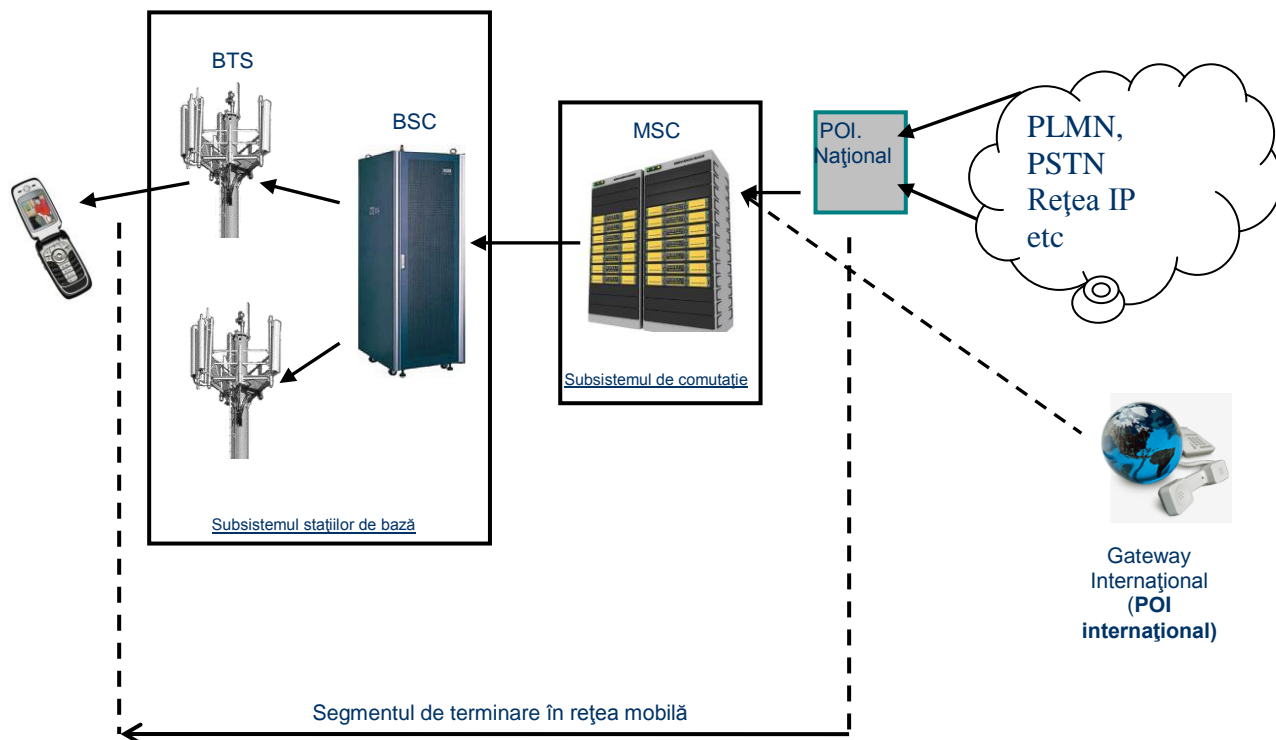 BTS
BSC
MSC
POI.
Naţional
PLMN,
PSTN
Reţea IP
etc
Subsistemul de comutaţie
Subsistemul staţiilor de bază
Gateway
Internaţional
(POI
internaţional)
Segmentul de terminare în reţea mobilă